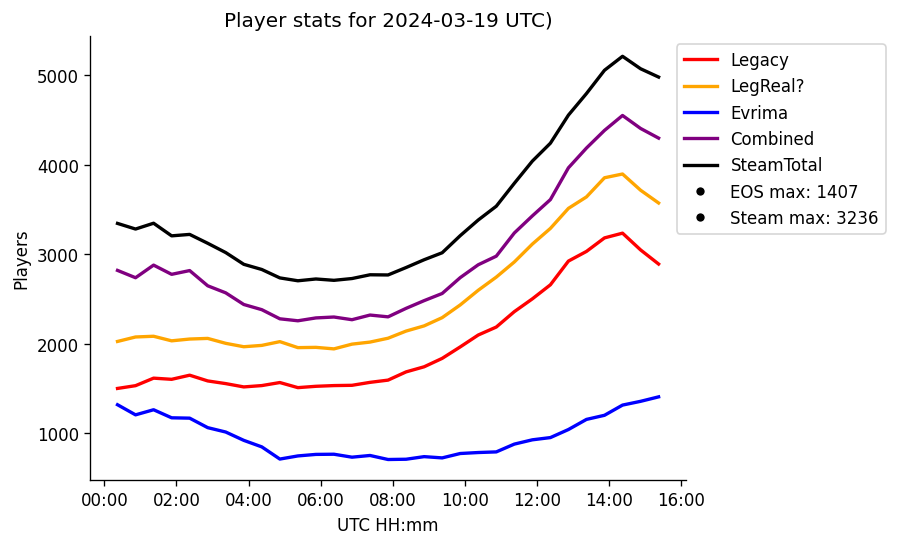 Player stats for 2024-03-19 UTC)
Legacy
LegReal?
Evrima
Combined
SteamTotal
EOS max: 1407
Steam max: 3236
Players
5000
4000
3000
2000
1000
00:00 02:00 04:00 06:00 08:00 10:00 12:00 14:00 16:00
UTC HH:mm